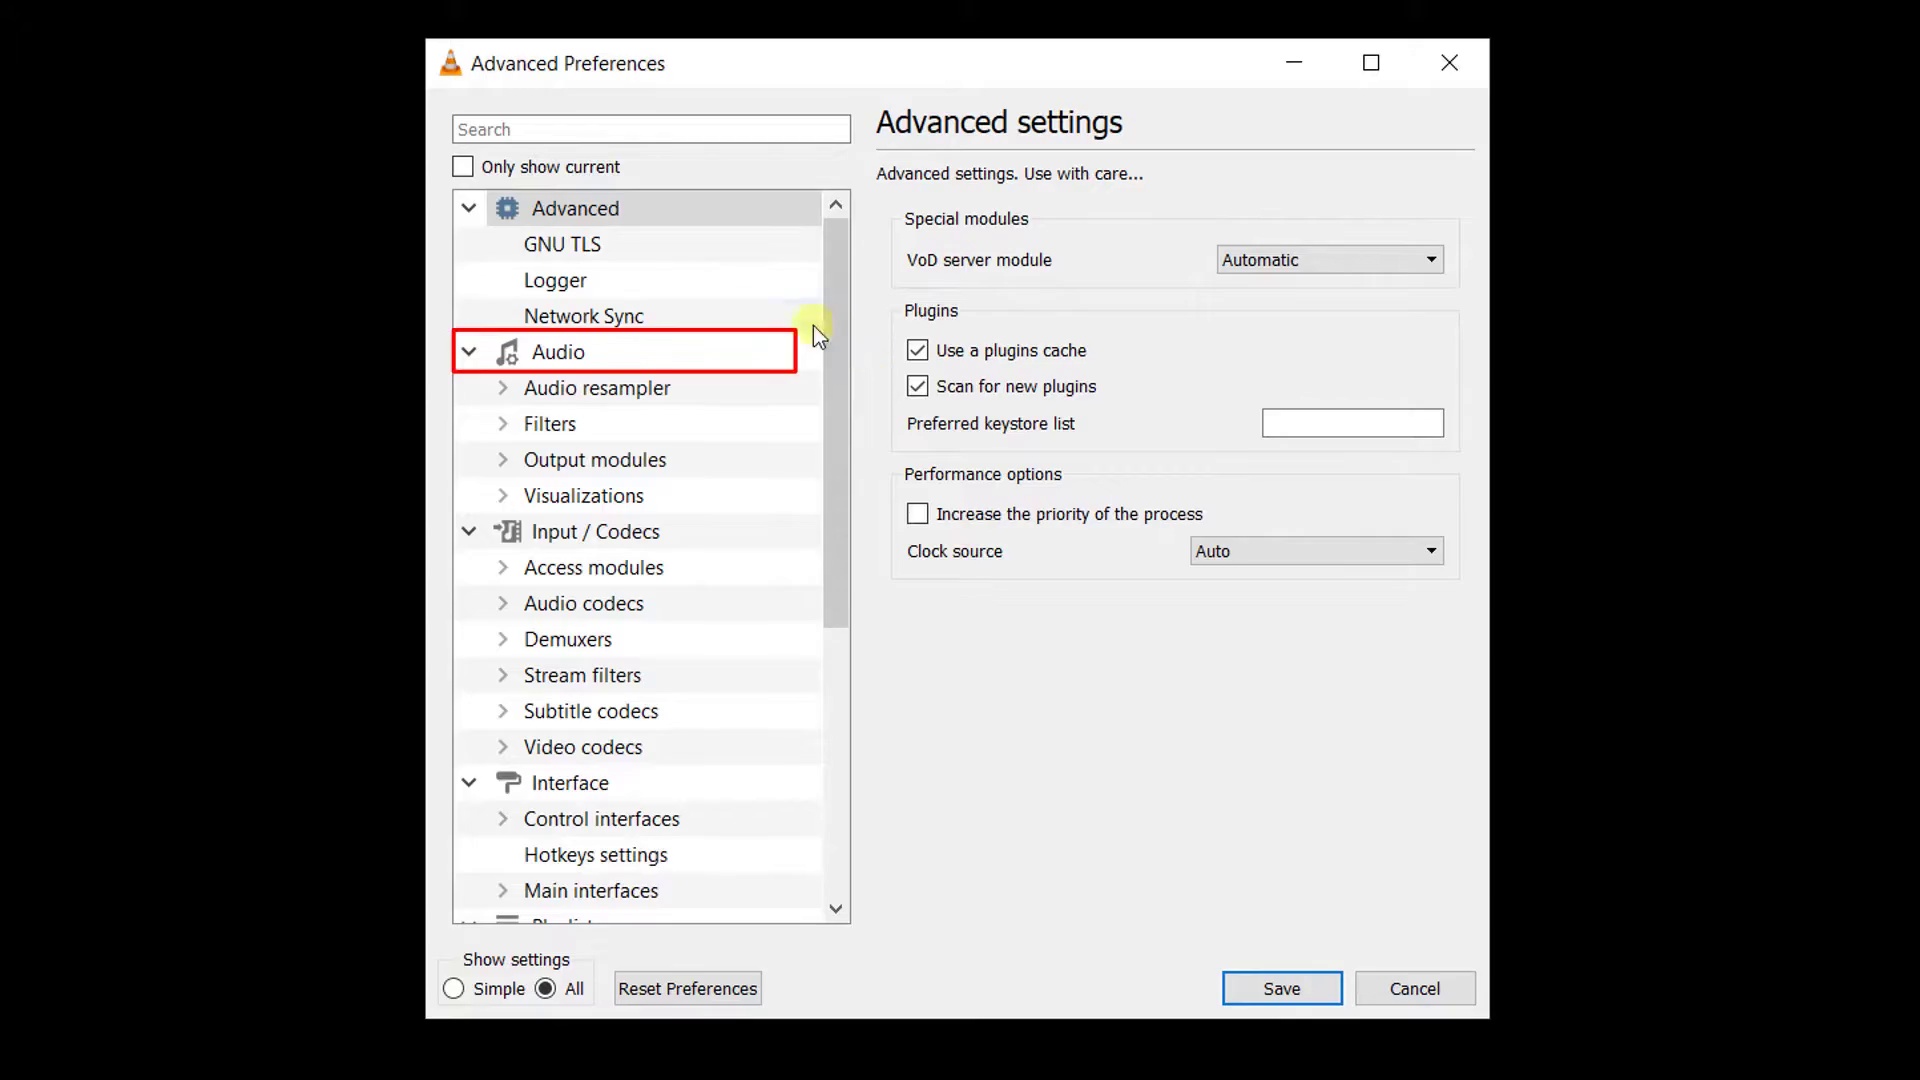 Advanced Preferences
Search
Only show current
Advanced
GNU TLS
Logger
Network Sync
Audio
Audio resampler
Filters
Output modules
Visualizations
Input / Codecs
Access modules
Audio codecs
Demuxers
Stream filters
Subtitle codecs
Video codecs
Interface
Control interfaces
Hotkeys settings
Main interfaces
Advanced settings
Advanced settings. Use with care...
Special modules
VoD server module
Automatic
Plugins
Use a plugins cache
Scan for new plugins
Preferred keystore list
Performance options
Increase the priority of the process
Clock source
Auto
Show settings
Simple
All
Reset Preferences
Save
Cancel